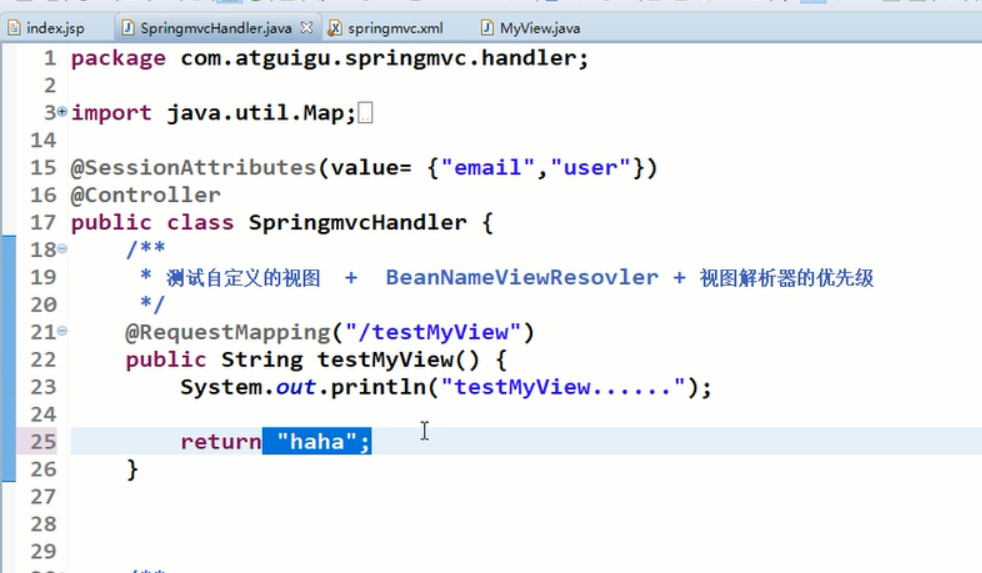 index.jsp SpringmvcHandler.java springmvc.xml MyView.java
1 package com.atguigu.springmvc.handler;
2
3 import java.util.Map;
14
15 @SessionAttributes(value= {"email","user"})
16 @Controller
17 public class SpringmvcHandler {
18 /**
19 * 测试自定义的视图 + BeanNameViewResovler + 视图解析器的优先级
20 */
21 @RequestMapping("/testMyView")
22 public String testMyView() {
23 System.out.println("testMyView......");
24
25 return "haha";
26 }
27
28
29
/**